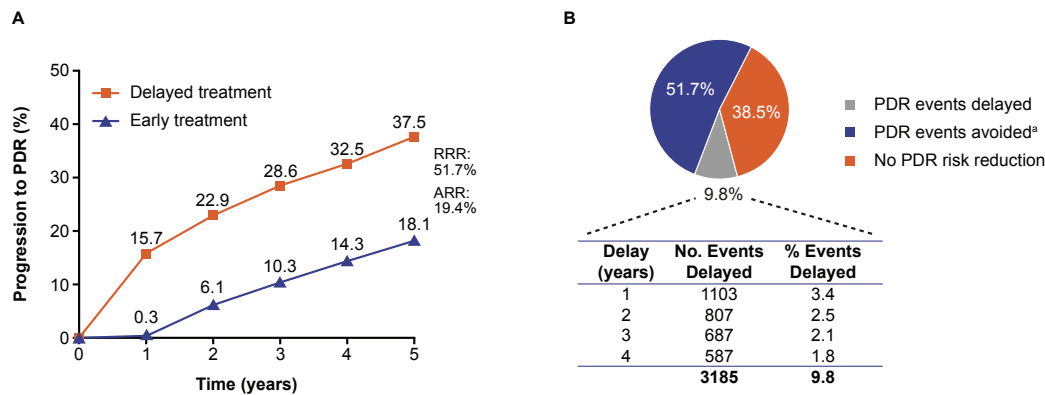 A
Progression to PDR (%)
50
40
30
20
10
0
Delayed treatment
Early treatment
15.7
22.9
28.6
32.5
37.5
0.3
6.1
10.3
14.3
18.1
RRR:
51.7%
ARR:
19.4%
0 1 2 3 4 5
Time (years)
B
51.7%
38.5%
9.8%
PDR events delayed
PDR events avoidedᵃ
No PDR risk reduction
Delay No. Events % Events
(years) Delayed Delayed
1 1103 3.4
2 807 2.5
3 687 2.1
4 587 1.8
3185 9.8